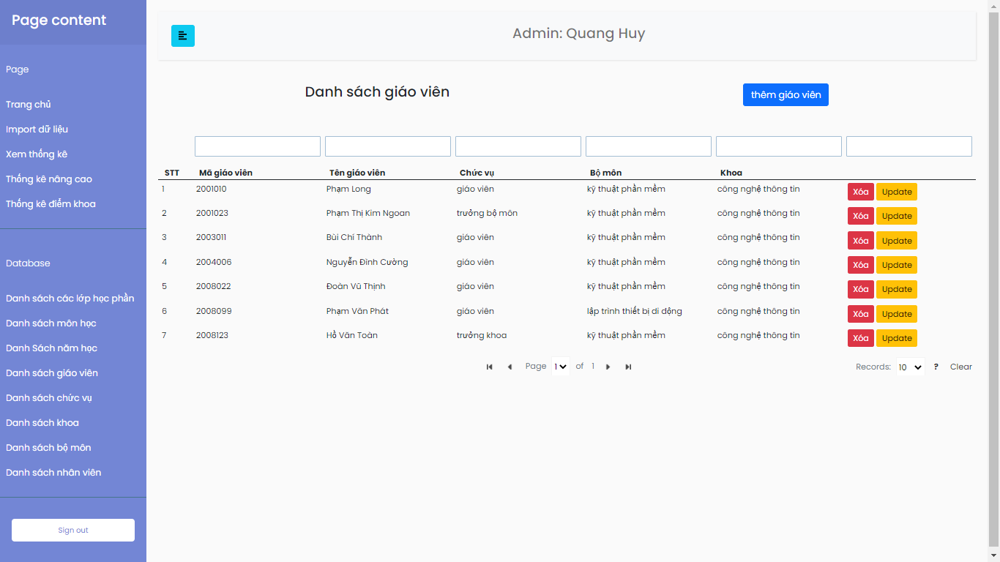 Page content
Page
Trang chủ
Import dữ liệu
Xem thống kê
Thống kê nâng cao
Thống kê điểm khoa
Database
Danh sách các lớp học phần
Danh sách môn học
Danh Sách năm học
Danh sách giáo viên
Danh sách chức vụ
Danh sách khoa
Danh sách bộ môn
Danh sách nhân viên
Sign out
Admin: Quang Huy
Danh sách giáo viên
thêm giáo viên
STT Mã giáo viên Tên giáo viên Chức vụ Bộ môn Khoa
1 2001010 Phạm Long giáo viên kỹ thuật phần mềm công nghệ thông tin Xóa Update
2 2001023 Phạm Thị Kim Ngoan trưởng bộ môn kỹ thuật phần mềm công nghệ thông tin Xóa Update
3 2003011 Bùi Chí Thành giáo viên kỹ thuật phần mềm công nghệ thông tin Xóa Update
4 2004006 Nguyễn Đình Cường giáo viên kỹ thuật phần mềm công nghệ thông tin Xóa Update
5 2008022 Đoàn Vũ Thịnh giáo viên kỹ thuật phần mềm công nghệ thông tin Xóa Update
6 2008099 Phạm Văn Phát giáo viên lập trình thiết bị di động công nghệ thông tin Xóa Update
7 2008123 Hồ Văn Toàn trưởng khoa kỹ thuật phần mềm công nghệ thông tin Xóa Update
Page 1 of 1 Records: 10 ? Clear